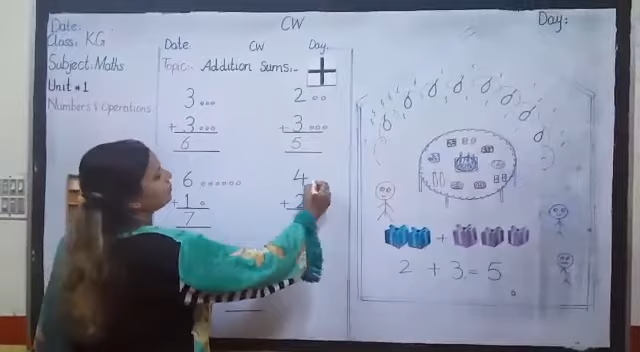 CW
Date:
Day:
Class: KG
Subject: Maths
Unit #1
Numbers & Operations
Date
CW
Day:
Topic:- Addition Sums:-
+
3
+ 3
6
2
+ 3
5
6
+ 1
7
4
+
2 + 3 = 5